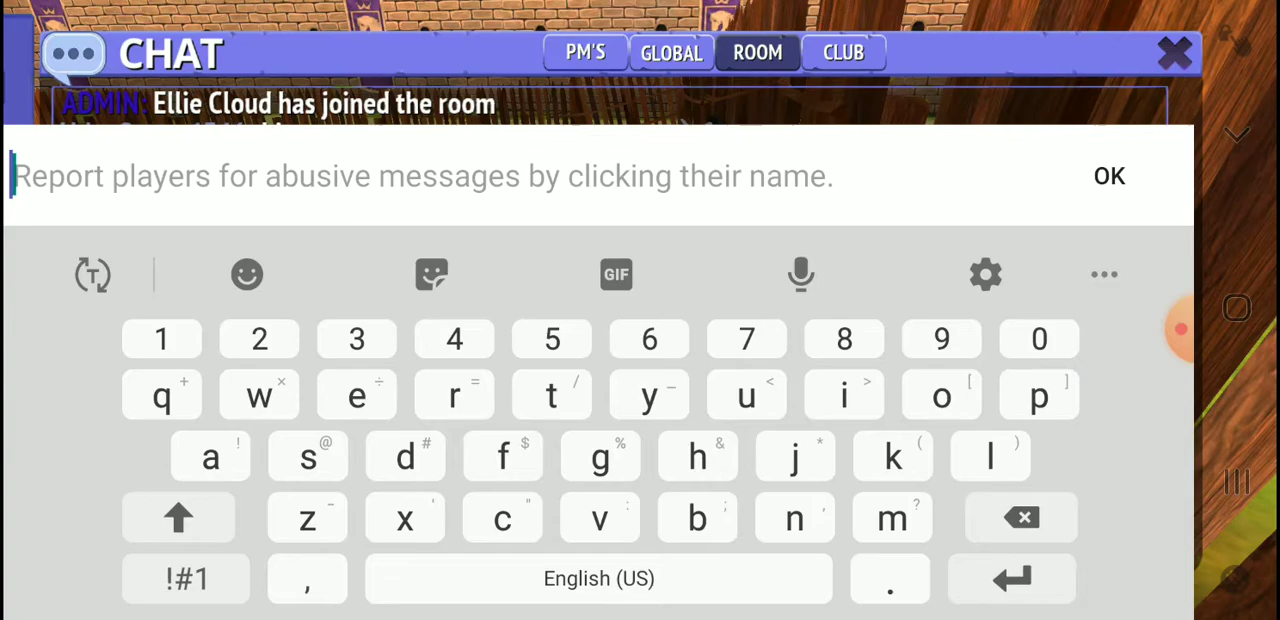 CHAT
PM'S GLOBAL ROOM CLUB
ADMIN: Ellie Cloud has joined the room
Report players for abusive messages by clicking their name. OK
T GIF
1 2 3 4 5 6 7 8 9 0
q + w × e ÷ r = t / y _ u < i > o [ p ]
a ! s @ d # f $ g % h & j * k ( l )
z - x ' c " v : b ; n , m ?
!#1 , English (US) .